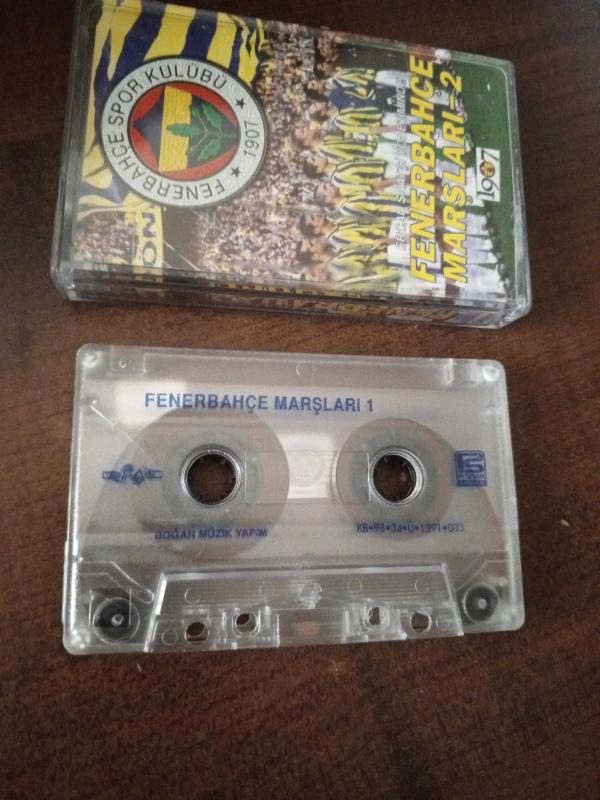 FENERBAHÇE SPOR KULÜBÜ
★ 1907 ★
FENERBAHÇE
MARŞLARI-2
1907
FENERBAHÇE MARŞLARI 1
DOĞAN MÜZİK YAPIM
KB•98•34•Ü•1391•003